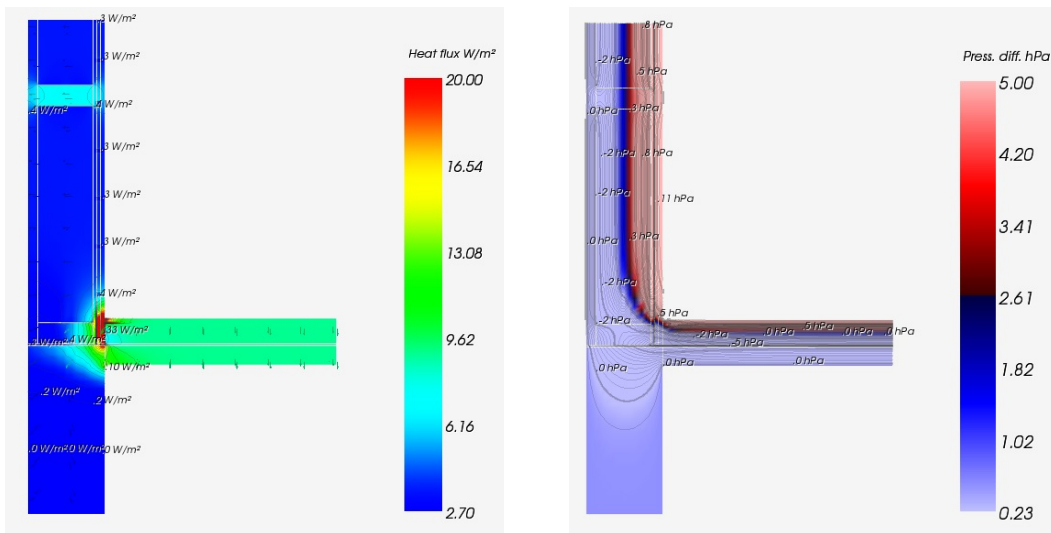 .3 W/m²
.3 W/m²
Heat flux W/m²
20.00
.4 W/m²
.4 W/m²
.3 W/m²
16.54
.3 W/m²
.3 W/m²
13.08
.4 W/m²
.33 W/m²
.4 W/m²
9.62
.10 W/m²
.2 W/m²
.2 W/m²
6.16
.0 W/m²
.0 W/m²
.0 W/m²
2.70
.8 hPa
.-2 hPa
.5 hPa
Press. diff. hPa
5.00
.0 hPa
.3 hPa
4.20
.-2 hPa
.8 hPa
.-2 hPa
.11 hPa
3.41
.0 hPa
.3 hPa
.-2 hPa
2.61
.5 hPa
.-2 hPa
.-2 hPa
.0 hPa
.5 hPa
.0 hPa
.0 hPa
.-5 hPa
1.82
.0 hPa
.0 hPa
.0 hPa
1.02
0.23